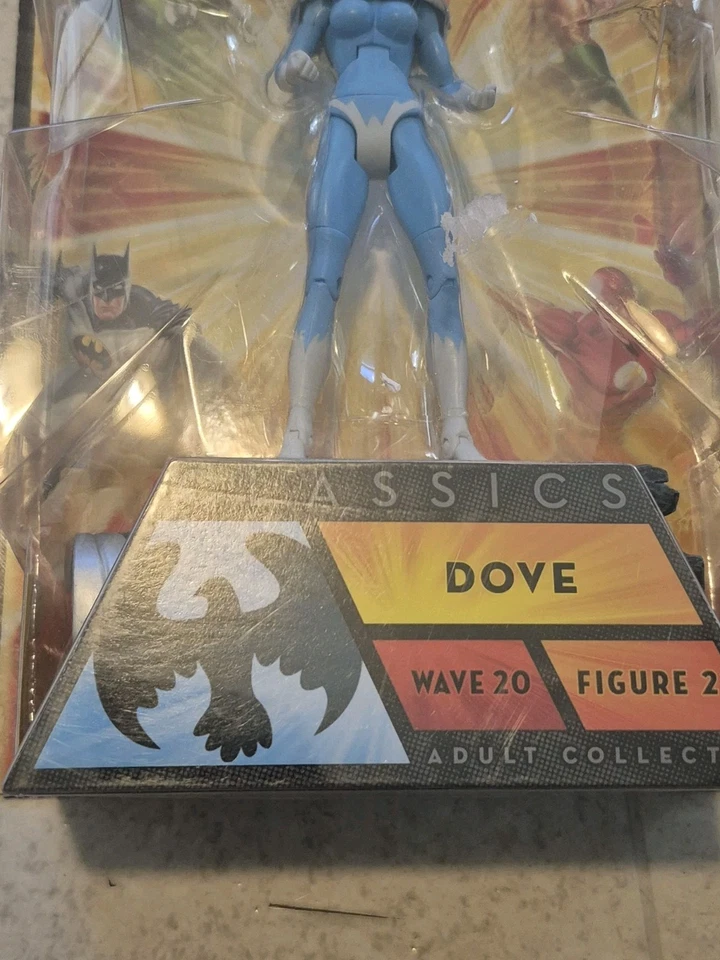 ASSICS
DOVE
WAVE 20
FIGURE 2
ADULT COLLECT